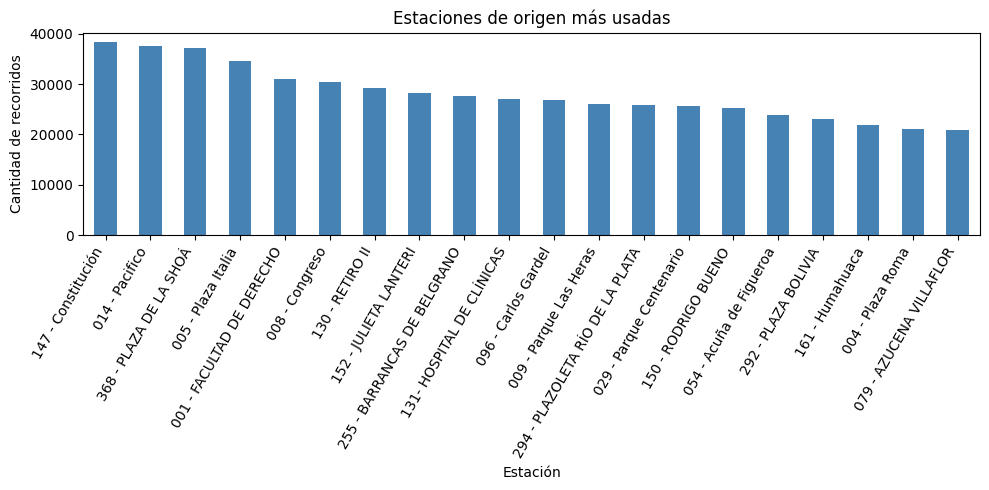 Estaciones de origen más usadas
Cantidad de recorridos
40000
30000
20000
10000
0
147 - Constitución
014 - Pacifico
368 - PLAZA DE LA SHOÁ
005 - Plaza Italia
001 - FACULTAD DE DERECHO
008 - Congreso
130 - RETIRO II
152 - JULIETA LANTERI
255 - BARRANCAS DE BELGRANO
131- HOSPITAL DE CLÍNICAS
096 - Carlos Gardel
009 - Parque Las Heras
294 - PLAZOLETA RÍO DE LA PLATA
029 - Parque Centenario
150 - RODRIGO BUENO
054 - Acuña de Figueroa
292 - PLAZA BOLIVIA
161 - Humahuaca
004 - Plaza Roma
079 - AZUCENA VILLAFLOR
Estación